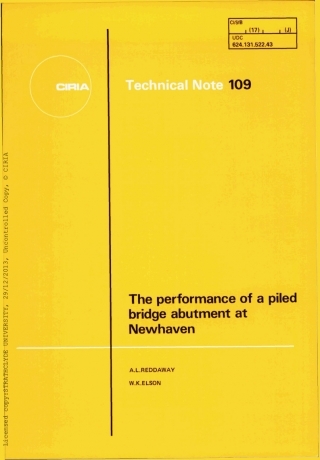 CI/SfB
(17) (J)
UDC
624.131.522.43
CIRIA
Technical Note 109
The performance of a piled
bridge abutment at
Newhaven
A.L.REDDAWAY
W.K.ELSON
Licensed copy:STRATHCLYDE UNIVERSITY, 29/12/2013, Uncontrolled Copy, © CIRIA